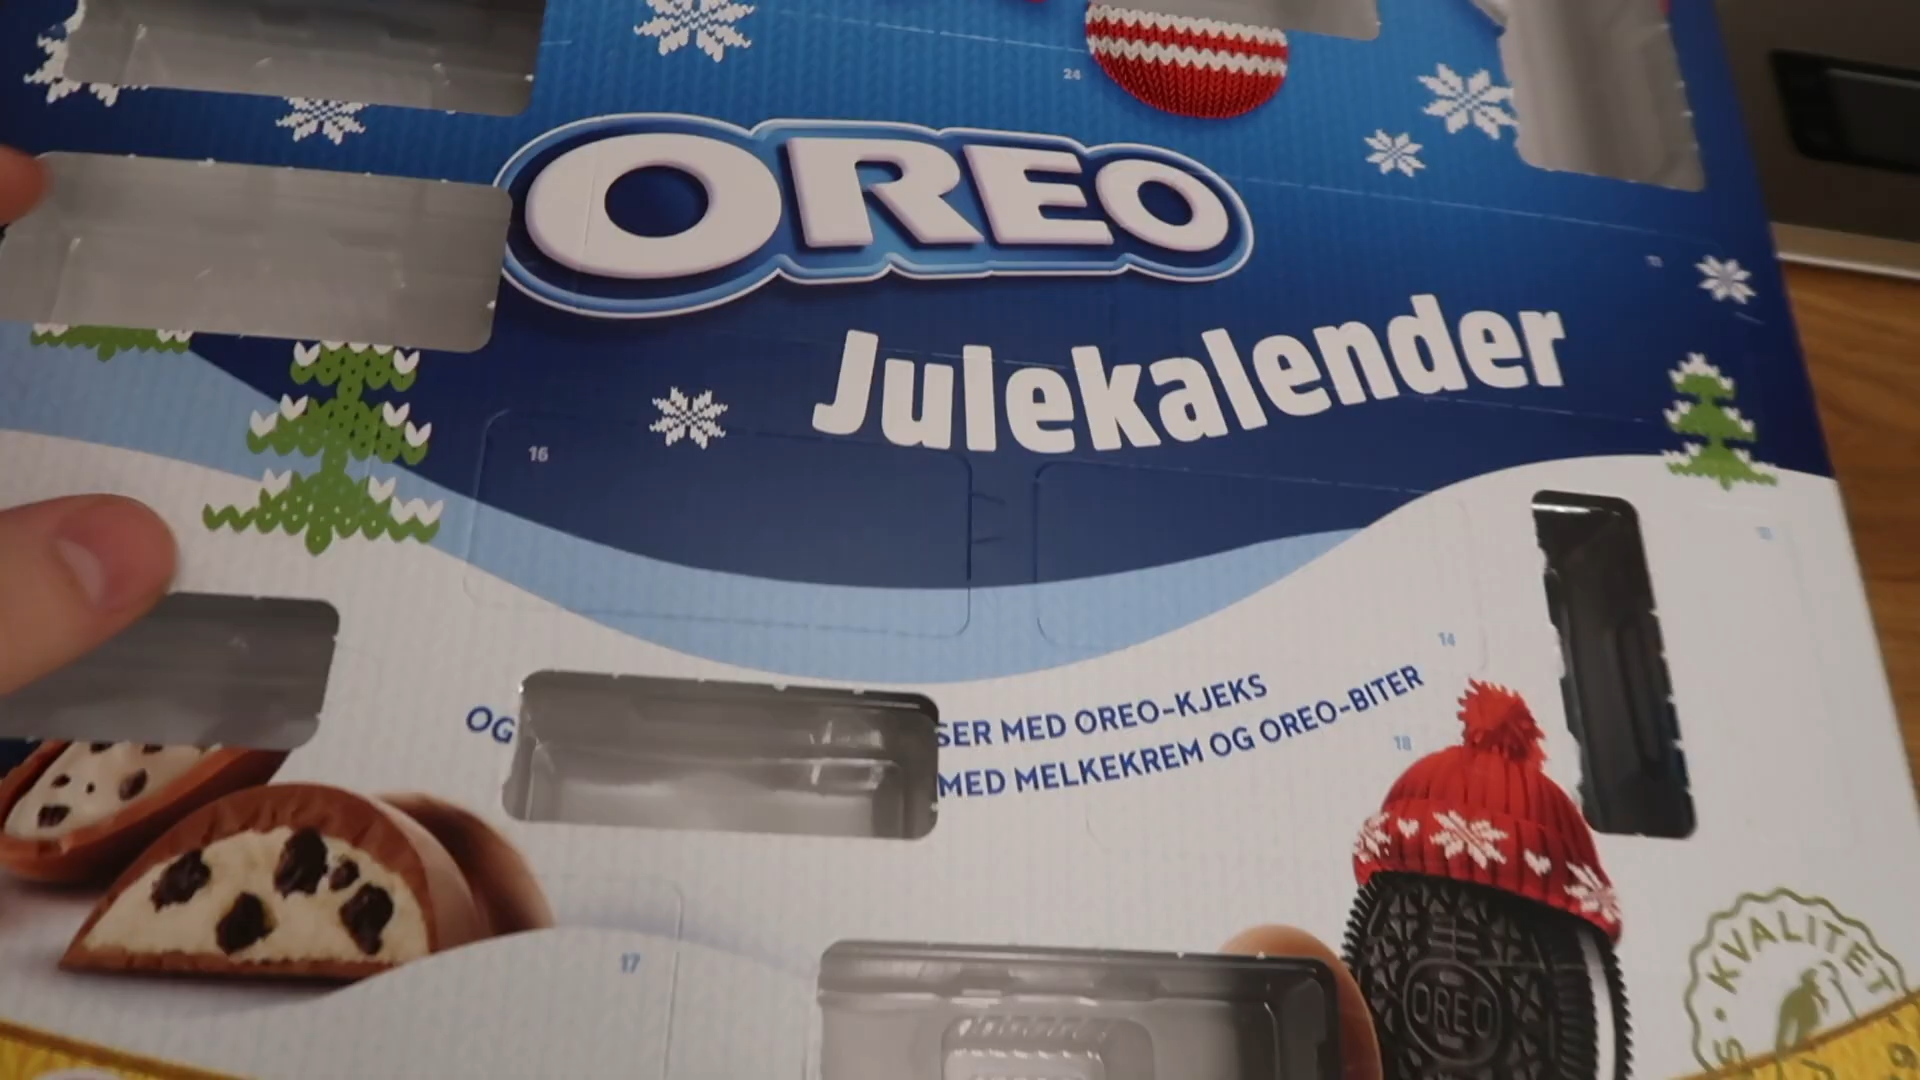 24
OREO
Julekalender
16
14
OG SER MED OREO-KJEKS
MED MELKEKREM OG OREO-BITER
18
17
OREO
KVALITET